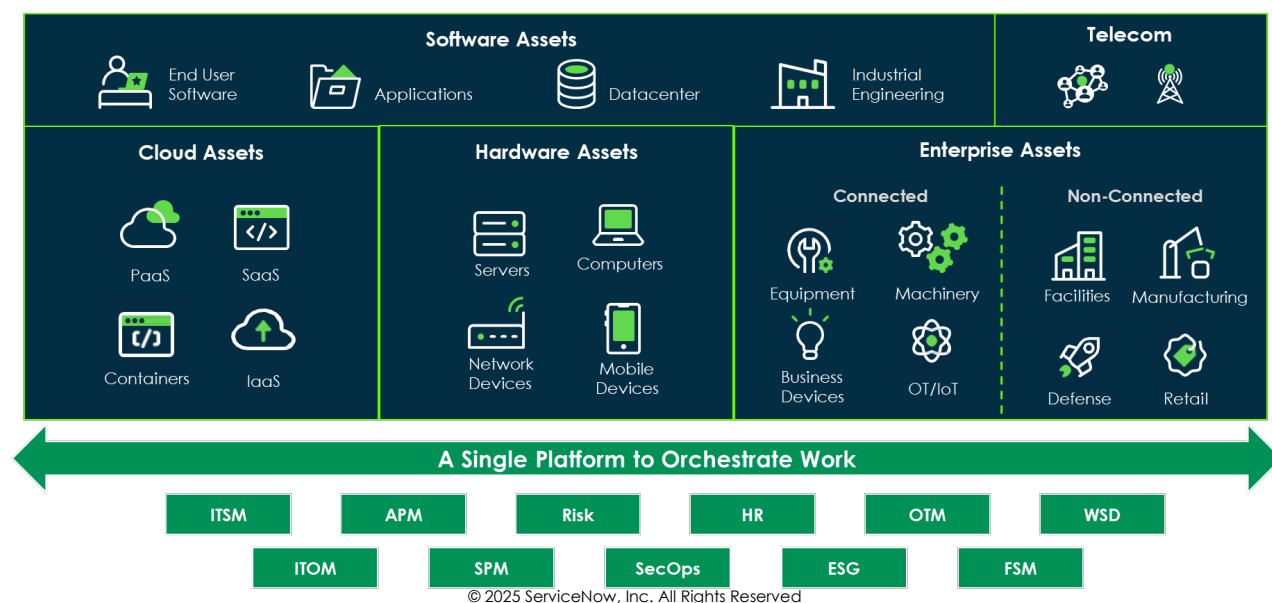 Software Assets
Telecom
End User
Software
Applications
Datacenter
Industrial
Engineering
Cloud Assets
PaaS
SaaS
Containers
IaaS
Hardware Assets
Servers
Computers
Network
Devices
Mobile
Devices
Enterprise Assets
Connected
Equipment
Machinery
Business
Devices
OT/IoT
Non-Connected
Facilities
Manufacturing
Defense
Retail
A Single Platform to Orchestrate Work
ITSM
APM
Risk
HR
OTM
WSD
ITOM
SPM
SecOps
ESG
FSM
© 2025 ServiceNow, Inc. All Rights Reserved